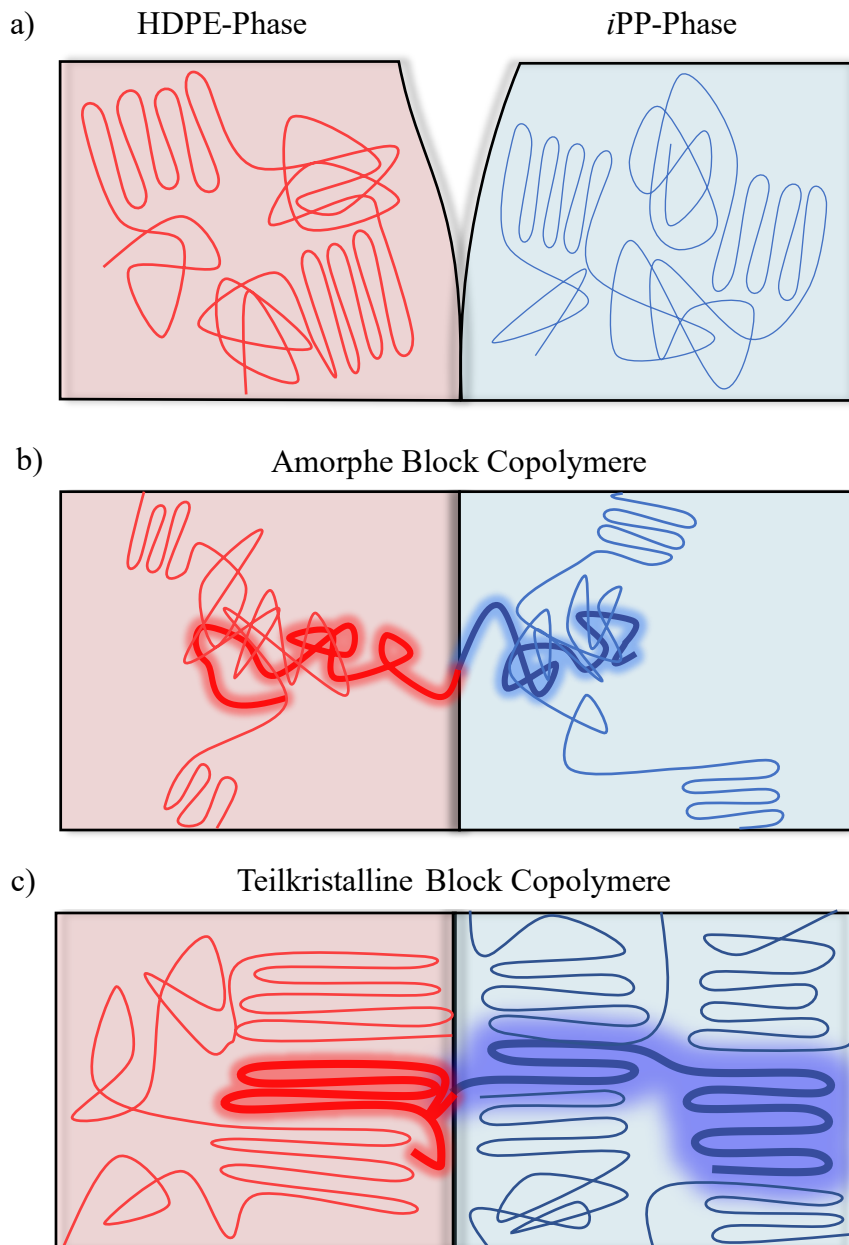 a)
HDPE-Phase
iPP-Phase
b)
Amorphe Block Copolymere
c)
Teilkristalline Block Copolymere